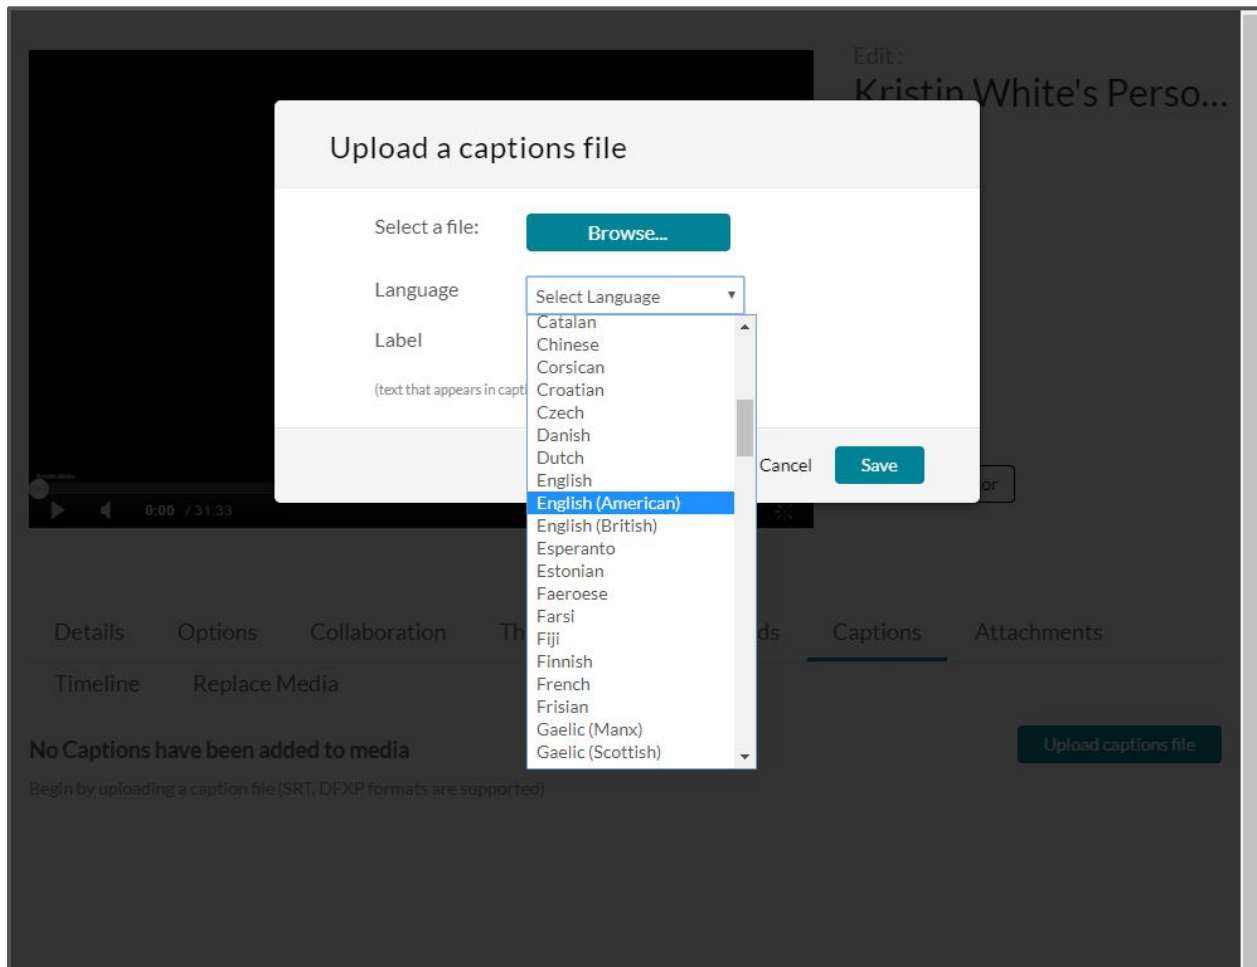 Edit :
Kristin White's Perso...
Upload a captions file
Select a file:
Browse...
Language
Select Language
Label
(text that appears in capti
Catalan
Chinese
Corsican
Croatian
Czech
Danish
Dutch
English
English (American)
English (British)
Esperanto
Estonian
Faeroese
Farsi
Fiji
Finnish
French
Frisian
Gaelic (Manx)
Gaelic (Scottish)
Cancel
Save
or
0:00 / 31:33
Details Options Collaboration Th ds Captions Attachments
Timeline Replace Media
No Captions have been added to media
Upload captions file
Begin by uploading a caption file (SRT, DFXP formats are supported)